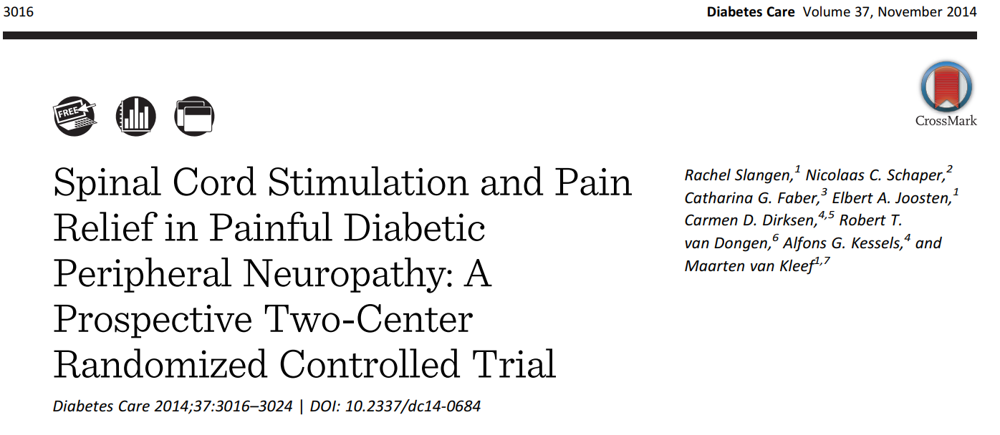 3016
Diabetes Care Volume 37, November 2014
FREE
CrossMark
Spinal Cord Stimulation and Pain
Relief in Painful Diabetic
Peripheral Neuropathy: A
Prospective Two-Center
Randomized Controlled Trial
Diabetes Care 2014;37:3016–3024 | DOI: 10.2337/dc14-0684
Rachel Slangen,1 Nicolaas C. Schaper,2
Catharina G. Faber,3 Elbert A. Joosten,1
Carmen D. Dirksen,4,5 Robert T.
van Dongen,6 Alfons G. Kessels,4 and
Maarten van Kleef1,7